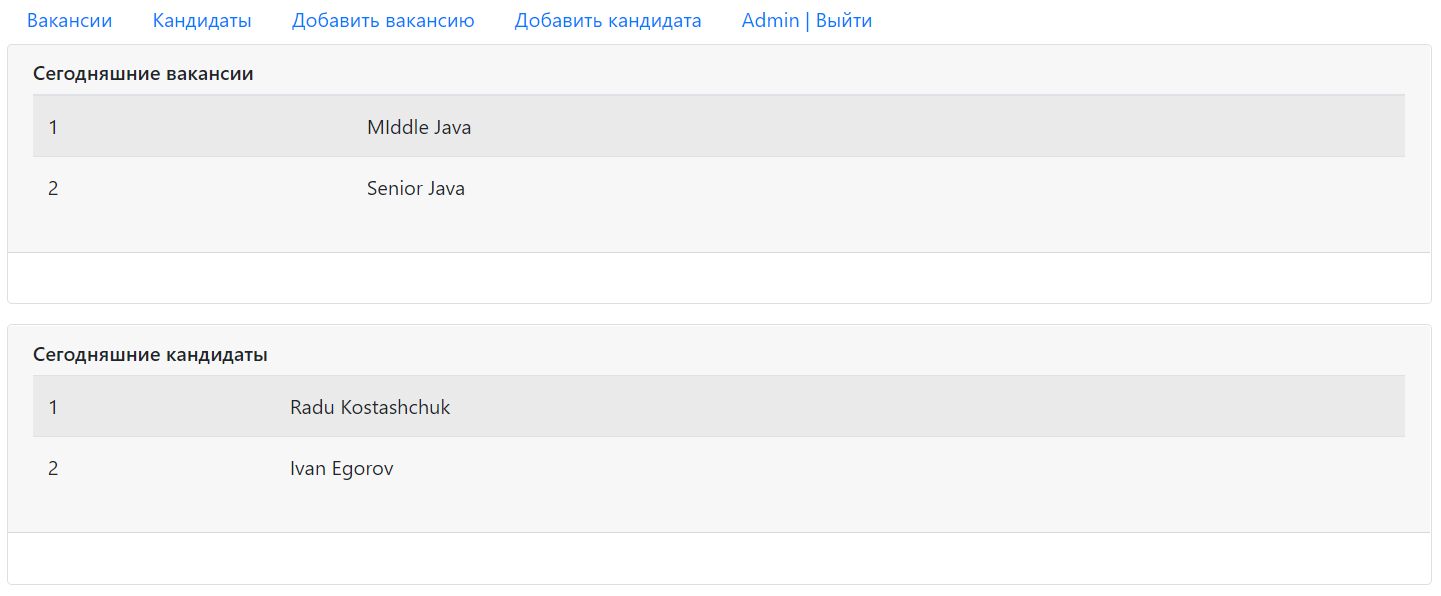 Вакансии Кандидаты Добавить вакансию Добавить кандидата Admin | Выйти
Сегодняшние вакансии
1 MIddle Java
2 Senior Java
Сегодняшние кандидаты
1 Radu Kostashchuk
2 Ivan Egorov